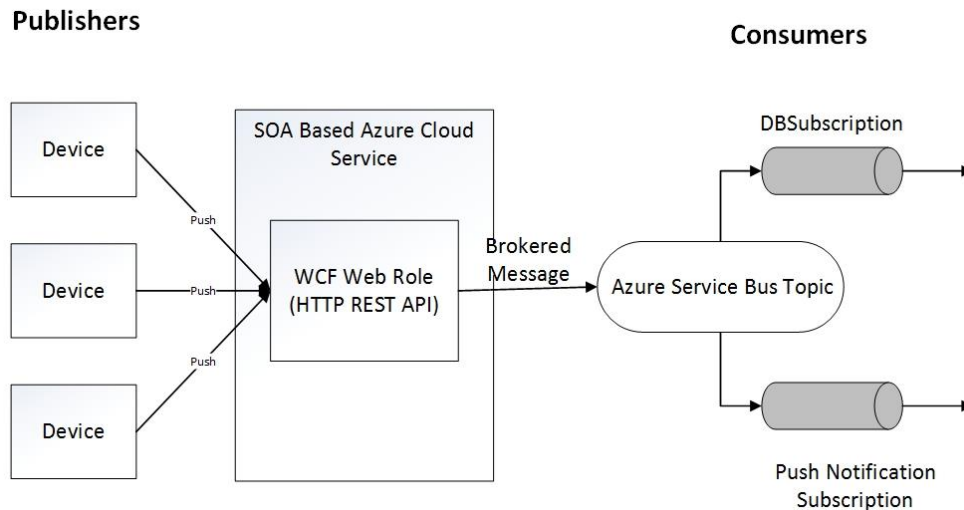 Publishers
Consumers
Device
Push
Device
Push
Device
Push
SOA Based Azure Cloud
Service
WCF Web Role
(HTTP REST API)
Brokered
Message
Azure Service Bus Topic
DBSubscription
Push Notification
Subscription